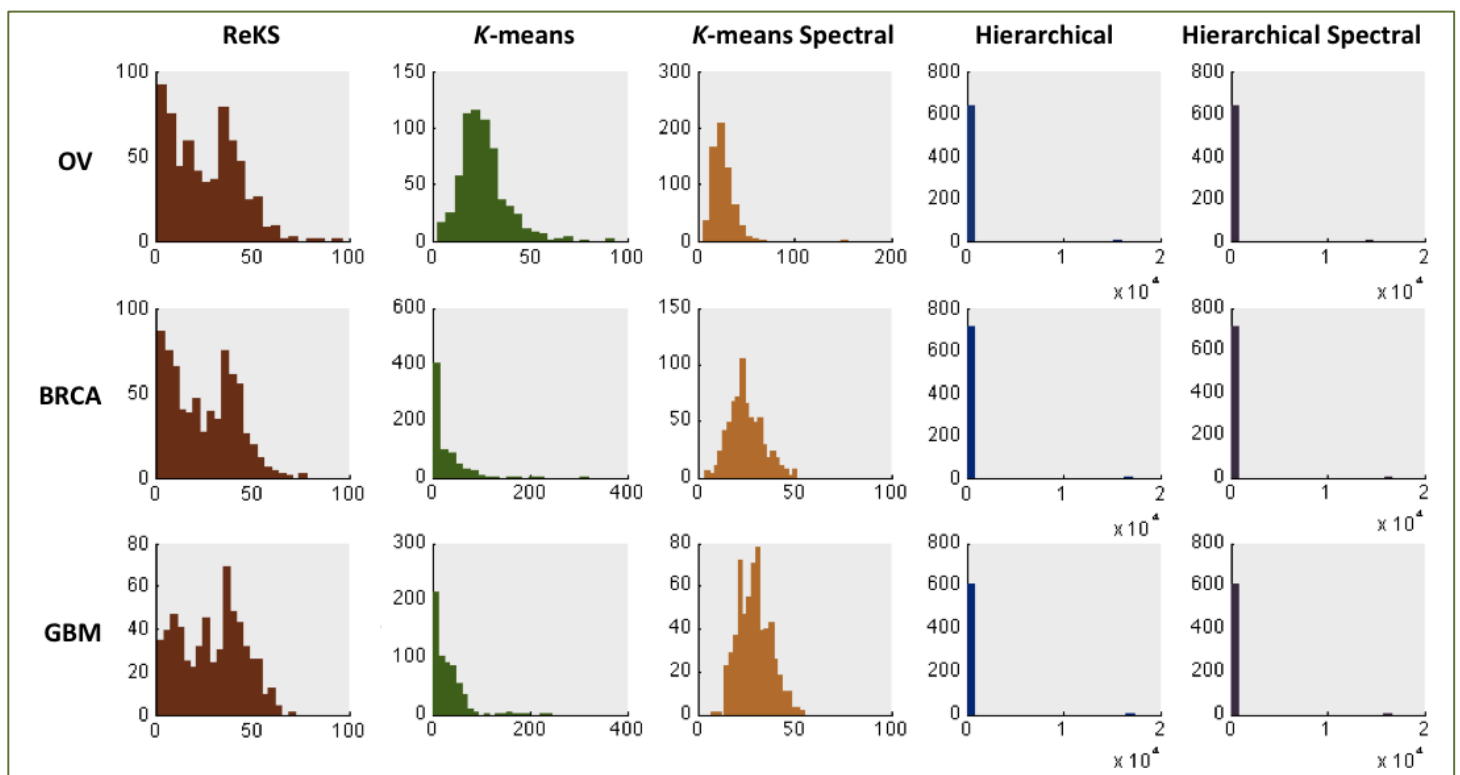 ReKS K-means K-means Spectral Hierarchical Hierarchical Spectral
OV
100 50 0 0 50 100
150 100 50 0 0 50 100
300 200 100 0 0 100 200
800 600 400 200 0 0 1 2 x 10⁴
800 600 400 200 0 0 1 2 x 10⁴
BRCA
100 50 0 0 50 100
600 400 200 0 0 200 400
150 100 50 0 0 50 100
800 600 400 200 0 0 1 2 x 10⁴
800 600 400 200 0 0 1 2 x 10⁴
GBM
80 60 40 20 0 0 50 100
300 200 100 0 0 200 400
80 60 40 20 0 0 50 100
800 600 400 200 0 0 1 2 x 10⁴
800 600 400 200 0 0 1 2 x 10⁴